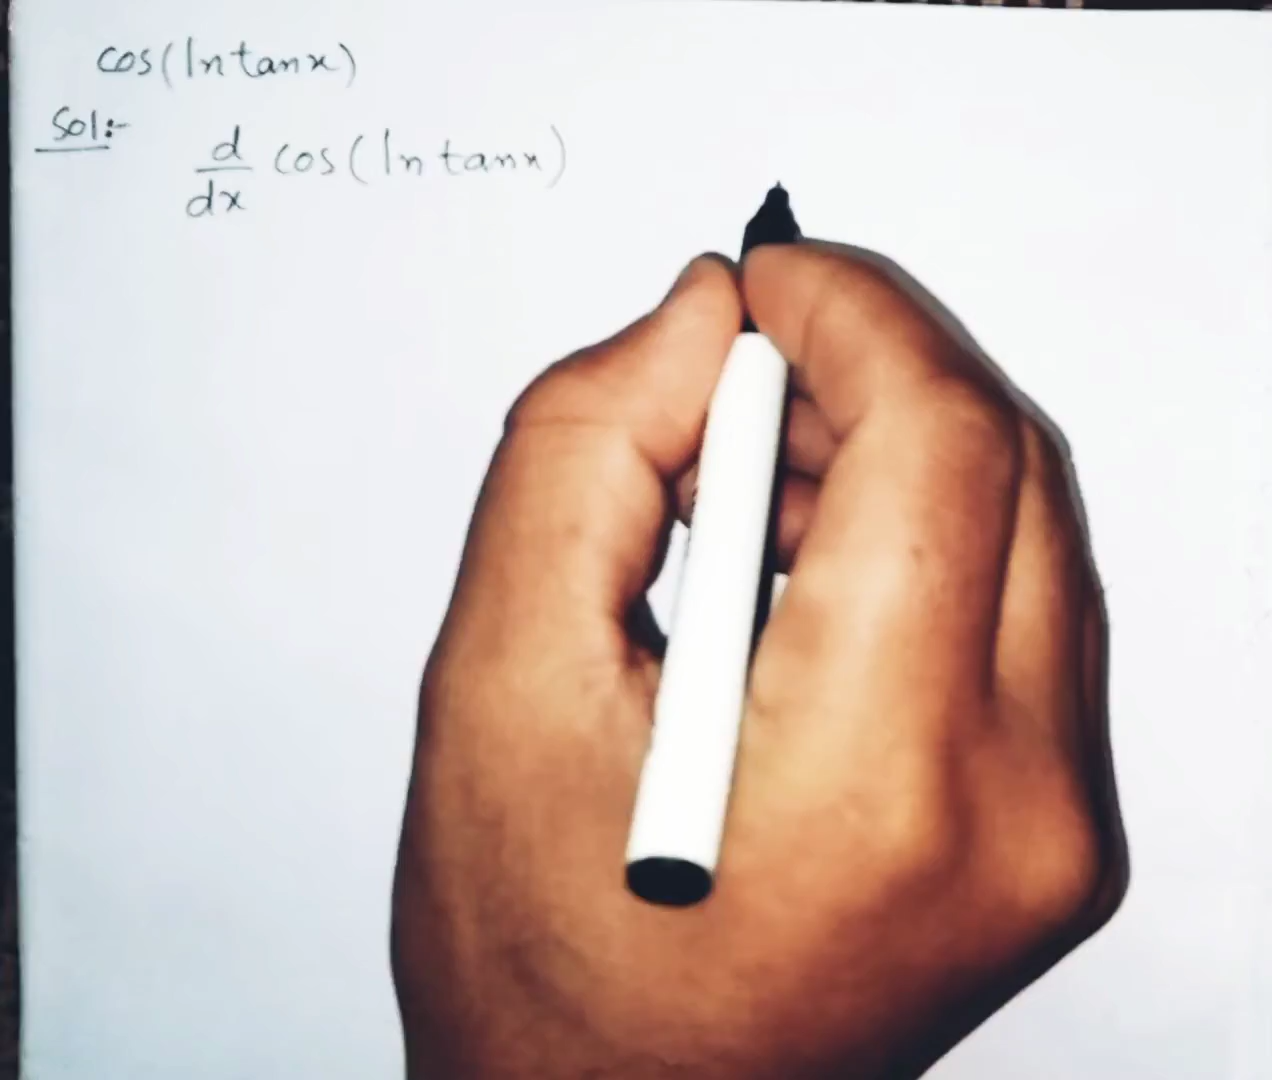 cos(ln tanx)
Sol:-
d/dx cos(ln tanx)